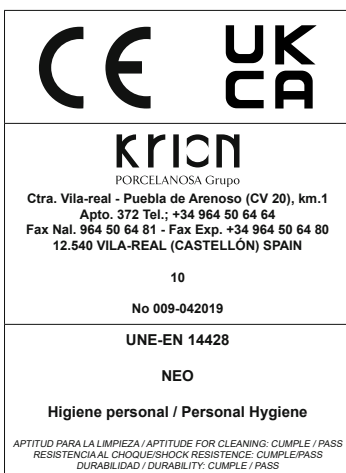 CE
UK
CA
KRION
PORCELANOSA Grupo
Ctra. Vila-real - Puebla de Arenoso (CV 20), km.1
Apto. 372 Tel.; +34 964 50 64 64
Fax Nal. 964 50 64 81 - Fax Exp. +34 964 50 64 80
12.540 VILA-REAL (CASTELLÓN) SPAIN
10
No 009-042019
UNE-EN 14428
NEO
Higiene personal / Personal Hygiene
APTITUD PARA LA LIMPIEZA / APTITUDE FOR CLEANING: CUMPLE / PASS
RESISTENCIA AL CHOQUE/SHOCK RESISTENCE: CUMPLE/PASS
DURABILIDAD / DURABILITY: CUMPLE / PASS